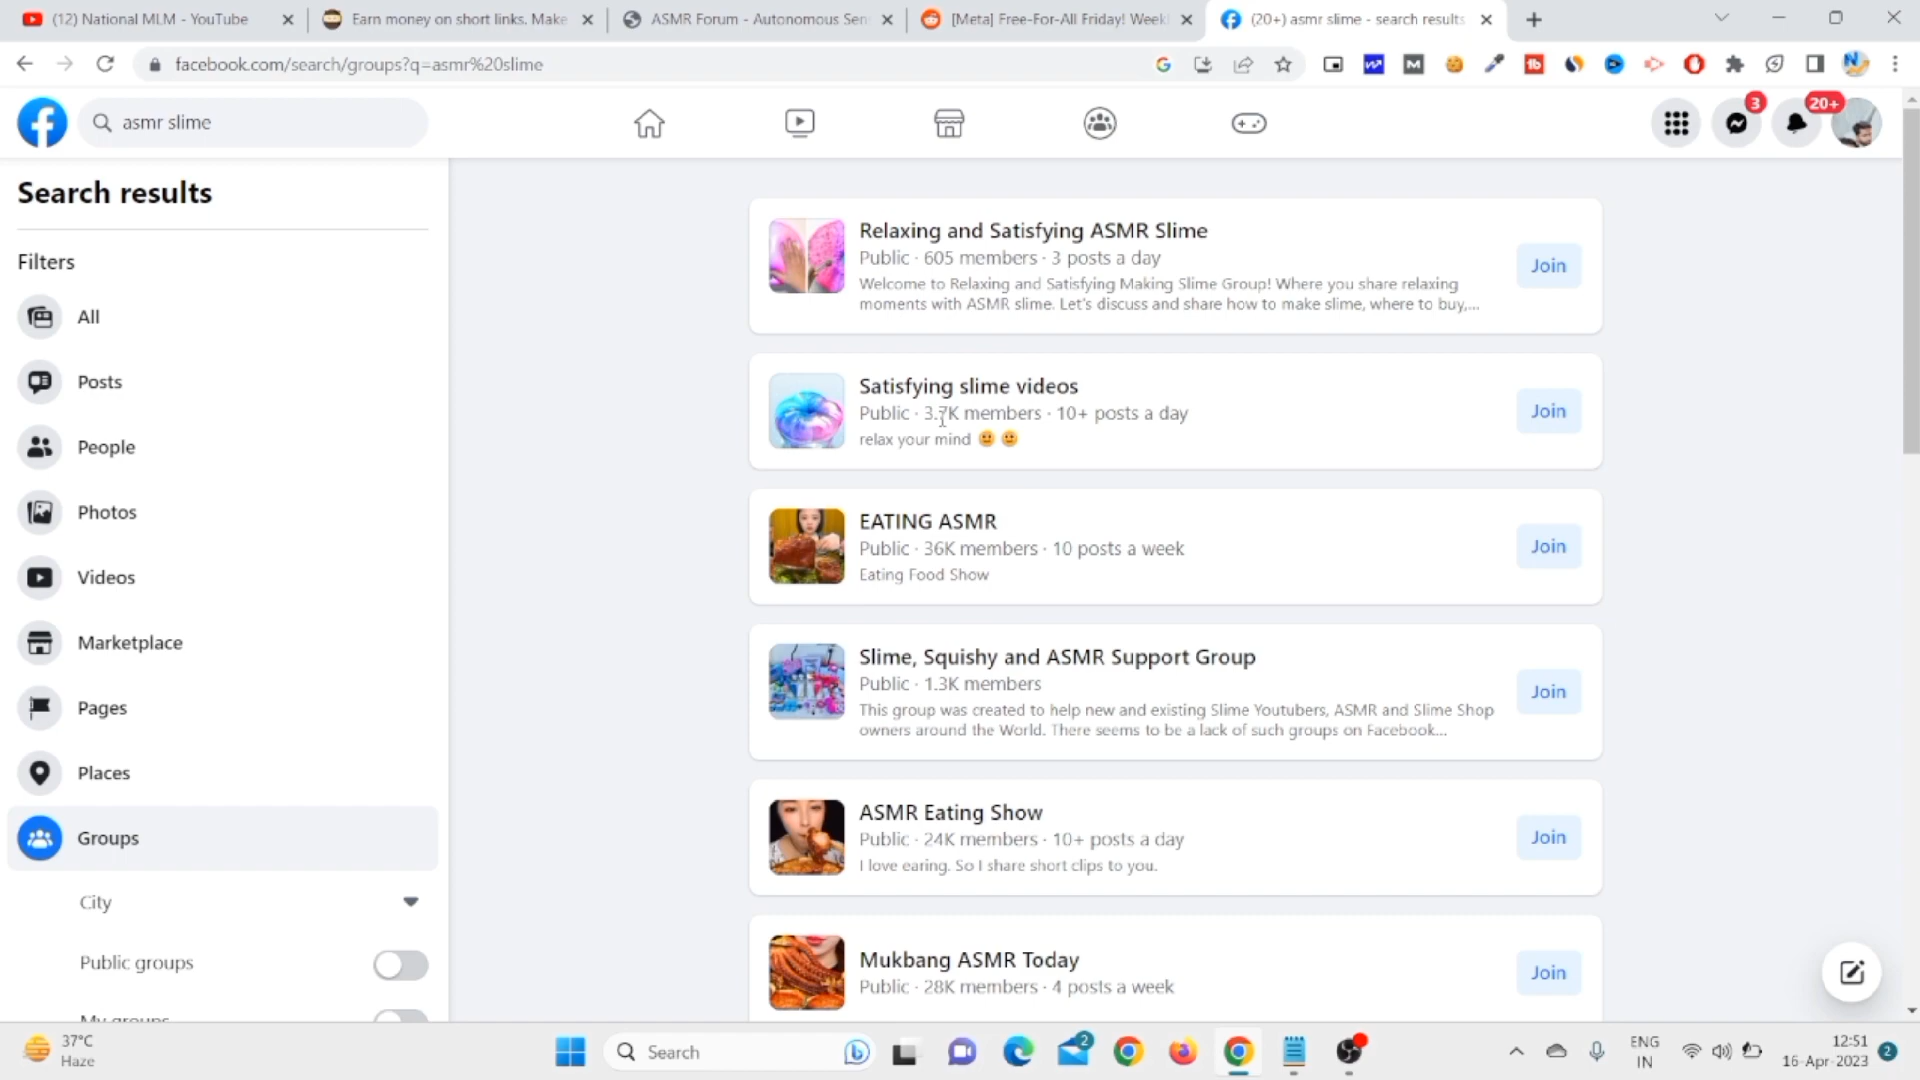 (12) National MLM - YouTube
Earn money on short links. Make
ASMR Forum - Autonomous Sen
[Meta] Free-For-All Friday! Weekl
(20+) asmr slime - search results
facebook.com/search/groups?q=asmr%20slime
asmr slime
3
20+
Search results
Filters
All
Posts
People
Photos
Videos
Marketplace
Pages
Places
Groups
City
Public groups
My groups
Relaxing and Satisfying ASMR Slime
Public · 605 members · 3 posts a day
Welcome to Relaxing and Satisfying Making Slime Group! Where you share relaxing
moments with ASMR slime. Let's discuss and share how to make slime, where to buy,...
Join
Satisfying slime videos
Public · 3.7K members · 10+ posts a day
relax your mind
Join
EATING ASMR
Public · 36K members · 10 posts a week
Eating Food Show
Join
Slime, Squishy and ASMR Support Group
Public · 1.3K members
This group was created to help new and existing Slime Youtubers, ASMR and Slime Shop
owners around the World. There seems to be a lack of such groups on Facebook...
Join
ASMR Eating Show
Public · 24K members · 10+ posts a day
I love earing. So I share short clips to you.
Join
Mukbang ASMR Today
Public · 28K members · 4 posts a week
Join
37°C
Haze
Search
2
ENG
IN
12:51
16-Apr-2023
2